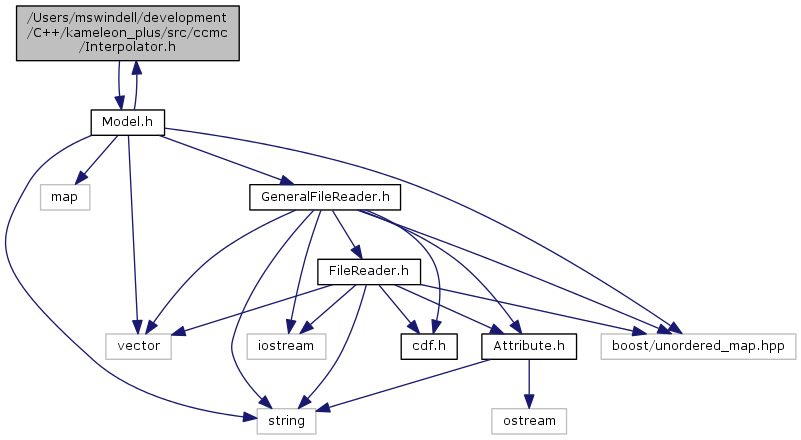 /Users/mswindell/development
/C++/kameleon_plus/src/ccmc
/Interpolator.h
Model.h
map
GeneralFileReader.h
FileReader.h
vector
iostream
cdf.h
Attribute.h
boost/unordered_map.hpp
string
ostream